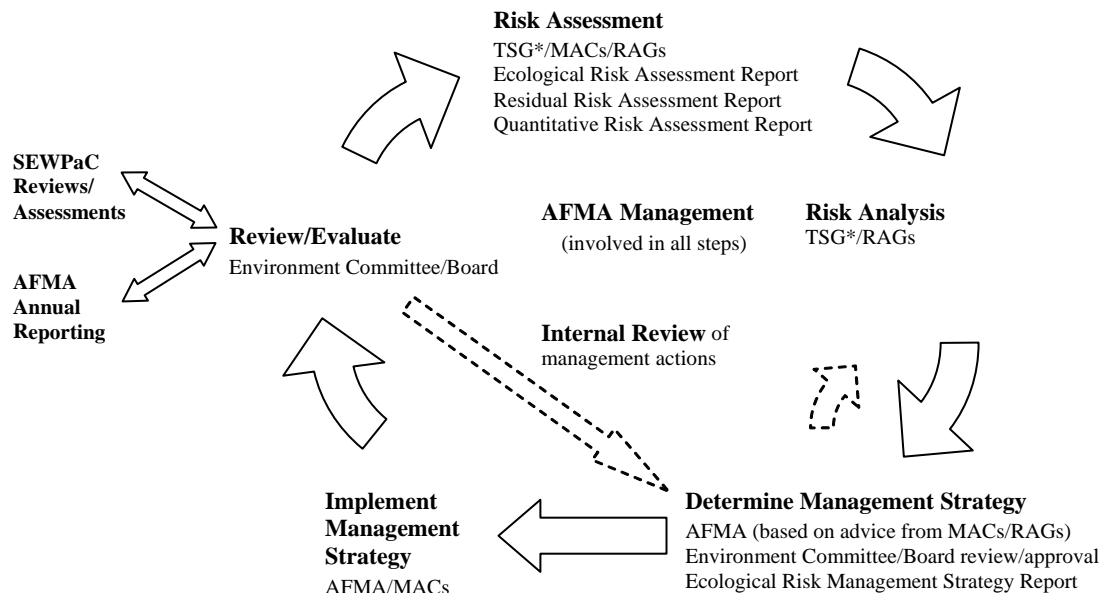 Risk Assessment
TSG*/MACs/RAGs
Ecological Risk Assessment Report
Residual Risk Assessment Report
Quantitative Risk Assessment Report
SEWPaC
Reviews/
Assessments
AFMA Management
(involved in all steps)
Risk Analysis
TSG*/RAGs
Review/Evaluate
Environment Committee/Board
AFMA
Annual
Reporting
Internal Review of
management actions
Implement
Management
Strategy
AFMA/MACs
Determine Management Strategy
AFMA (based on advice from MACs/RAGs)
Environment Committee/Board review/approval
Ecological Risk Management Strategy Report